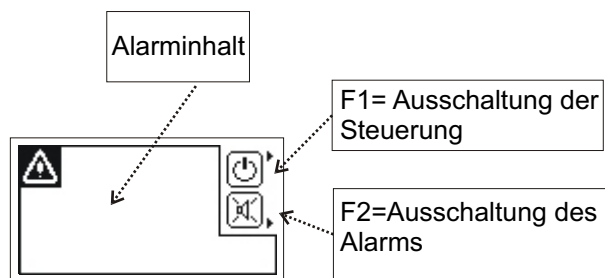 Alarminhalt
F1= Ausschaltung der
Steuerung
F2=Ausschaltung des
Alarms